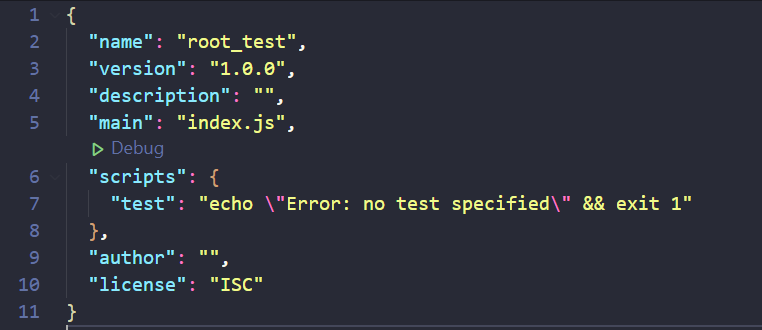 1 {
2 "name": "root_test",
3 "version": "1.0.0",
4 "description": "",
5 "main": "index.js",
Debug
6 "scripts": {
7 "test": "echo \"Error: no test specified\" && exit 1"
8 },
9 "author": "",
10 "license": "ISC"
11 }